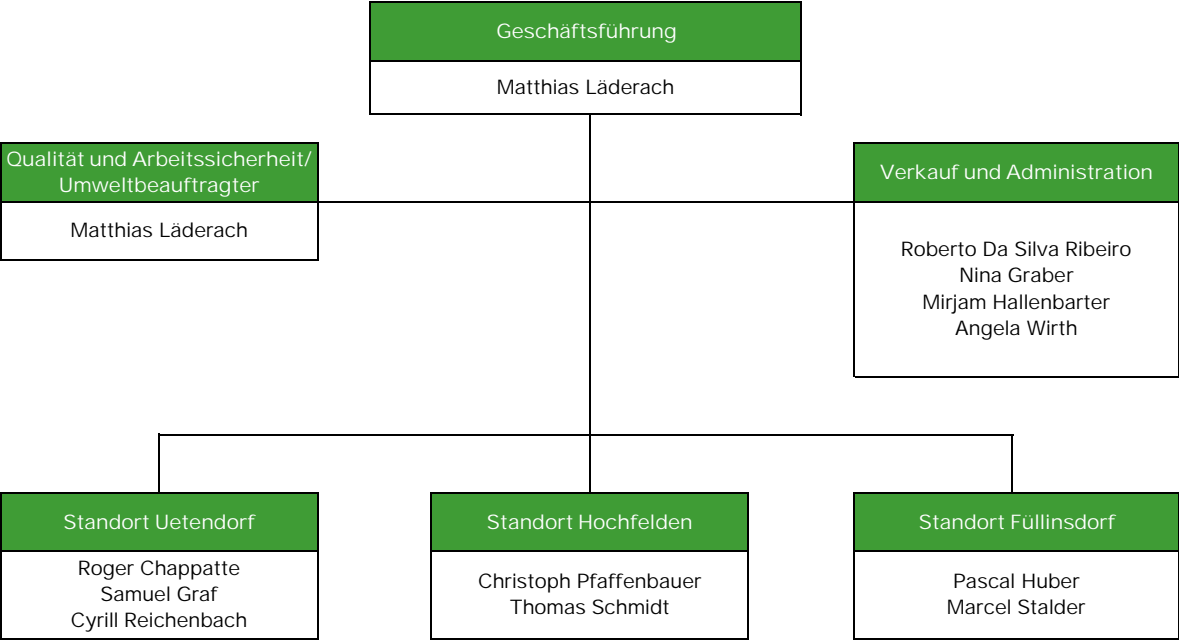 Geschäftsführung
Matthias Läderach
Qualität und Arbeitssicherheit/
Umweltbeauftragter
Matthias Läderach
Verkauf und Administration
Roberto Da Silva Ribeiro
Nina Graber
Mirjam Hallenbarter
Angela Wirth
Standort Uetendorf
Roger Chappatte
Samuel Graf
Cyrill Reichenbach
Standort Hochfelden
Christoph Pfaffenbauer
Thomas Schmidt
Standort Füllinsdorf
Pascal Huber
Marcel Stalder